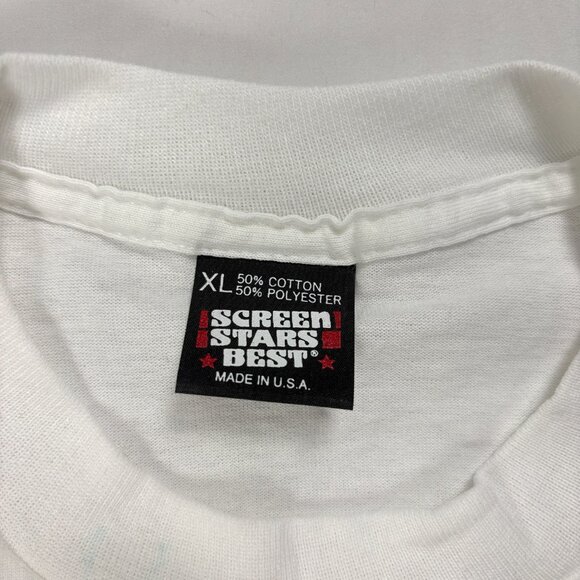 XL 50% COTTON
50% POLYESTER
SCREEN
STARS
BEST®
MADE IN U.S.A.